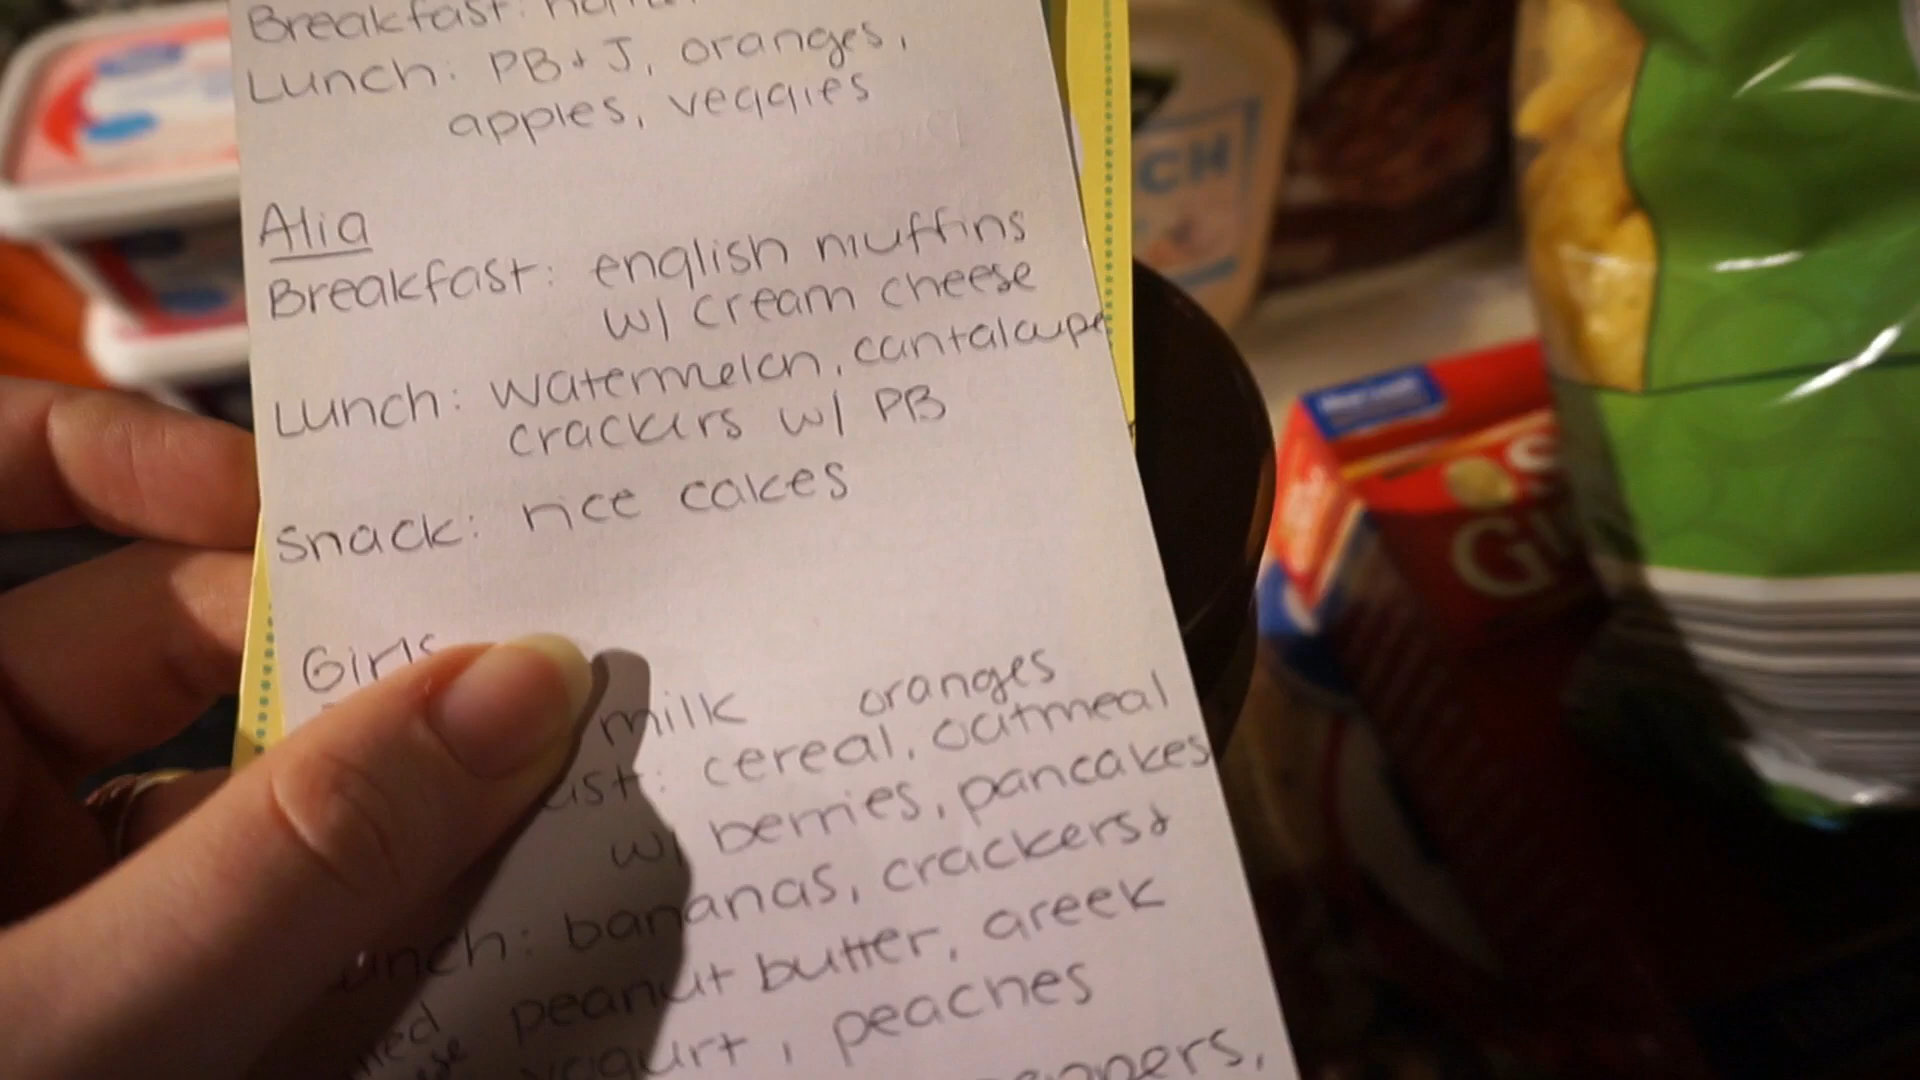 Breakfast:
Lunch: PB+J, oranges,
apples, veggies
Alia
Breakfast: english muffins
w/ cream cheese
Lunch: watermelon, cantaloupe
crackers w/ PB
Snack: rice cakes
Girls
milk oranges
cereal, oatmeal
w/ berries, pancakes
bananas, crackers &
peanut butter, greek
yogurt, peaches
CH
G